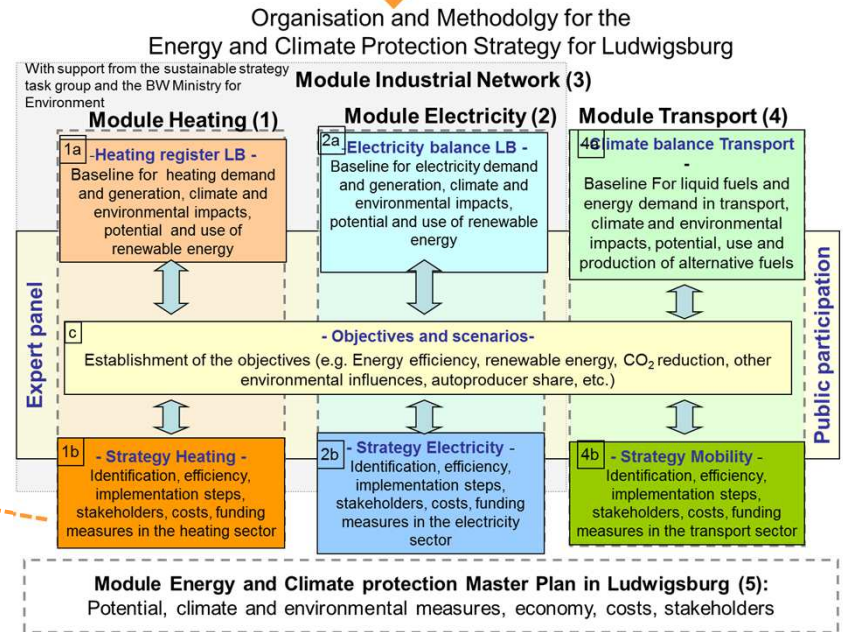 Organisation and Methodolgy for the
Energy and Climate Protection Strategy for Ludwigsburg
With support from the sustainable strategy
task group and the BW Ministry for
Environment
Module Industrial Network (3)
Module Heating (1)
Module Electricity (2)
Module Transport (4)
1a
-Heating register LB -
Baseline for heating demand
and generation, climate and
environmental impacts,
potential and use of
renewable energy
2a
-Electricity balance LB -
Baseline for electricity demand
and generation, climate and
environmental impacts,
potential and use of renewable
energy
4a
-Climate balance Transport
-
Baseline For liquid fuels and
energy demand in transport,
climate and environmental
impacts, potential, use and
production of alternative fuels
Expert panel
Public participation
c
- Objectives and scenarios-
Establishment of the objectives (e.g. Energy efficiency, renewable energy, CO2 reduction, other
environmental influences, autoproducer share, etc.)
1b
- Strategy Heating -
Identification, efficiency,
implementation steps,
stakeholders, costs, funding
measures in the heating sector
2b
- Strategy Electricity -
Identification, efficiency,
implementation steps,
stakeholders, costs, funding
measures in the electricity
sector
4b
- Strategy Mobility -
Identification, efficiency,
implementation steps,
stakeholders, costs, funding
measures in the transport sector
Module Energy and Climate protection Master Plan in Ludwigsburg (5):
Potential, climate and environmental measures, economy, costs, stakeholders